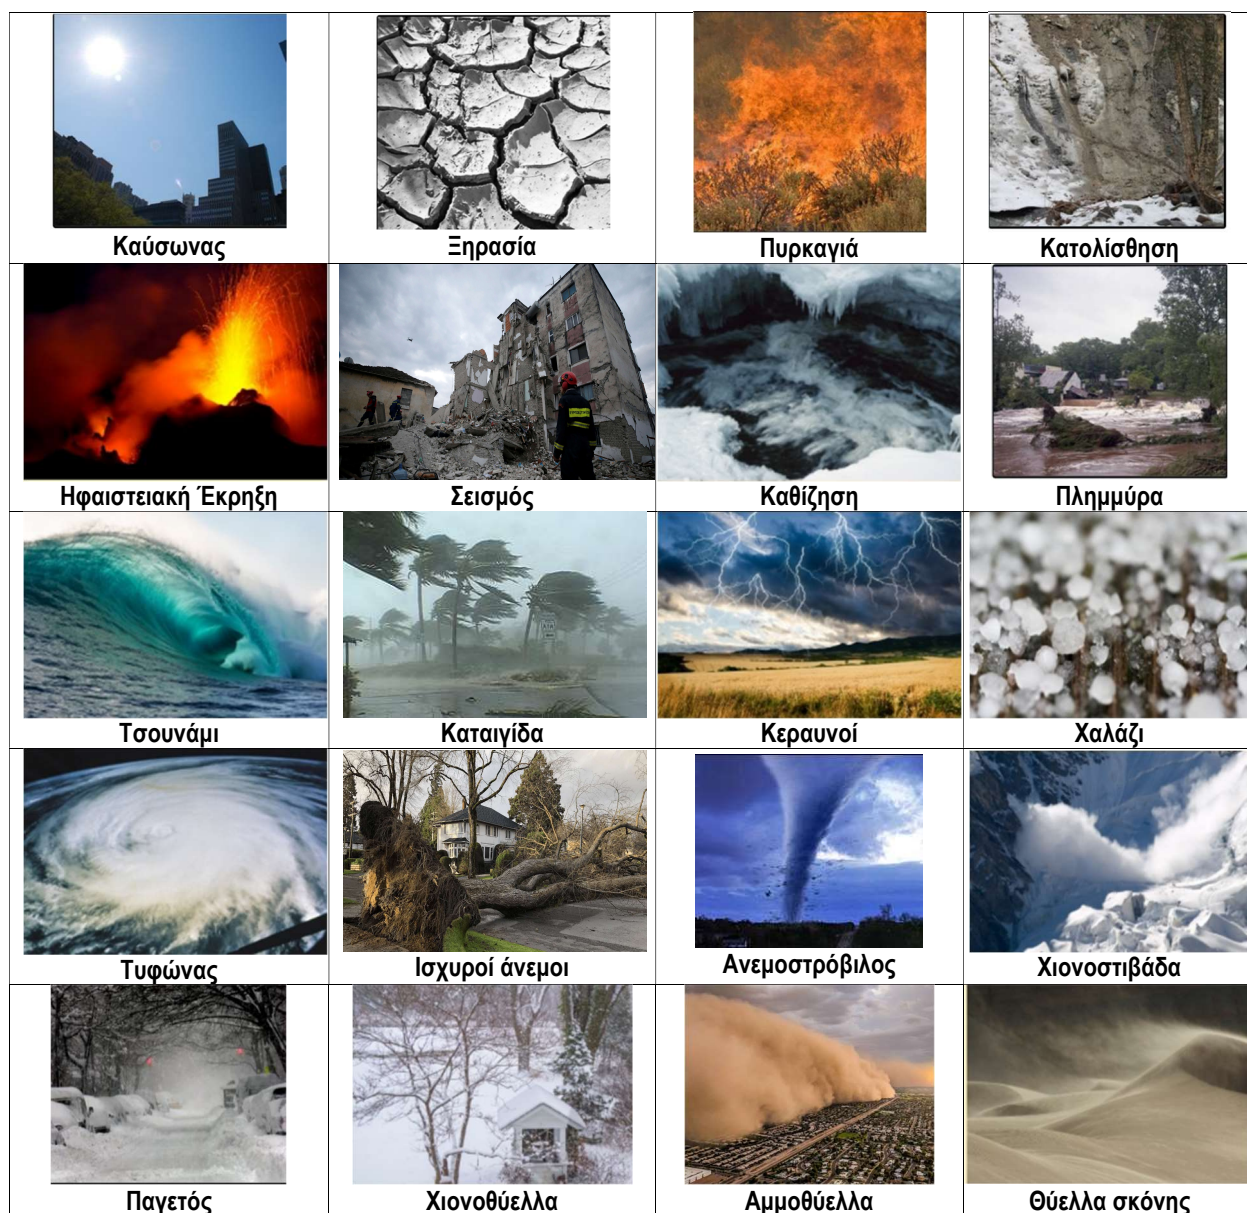 Καύσωνας
Ξηρασία
Πυρκαγιά
Κατολίσθηση
Ηφαιστειακή Έκρηξη
Σεισμός
Καθίζηση
Πλημμύρα
Τσουνάμι
Καταιγίδα
Κεραυνοί
Χαλάζι
Τυφώνας
Ισχυροί άνεμοι
Ανεμοστρόβιλος
Χιονοστιβάδα
Παγετός
Χιονοθύελλα
Αμμοθύελλα
Θύελλα σκόνης